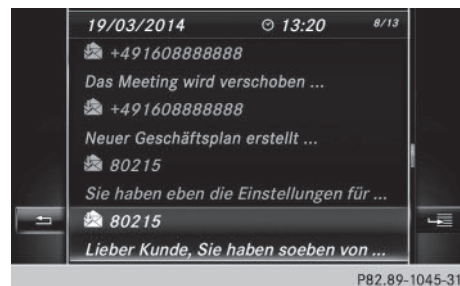 19/03/2014 13:20 8/13
+491608888888
Das Meeting wird verschoben ...
+491608888888
Neuer Geschäftsplan erstellt ...
80215
Sie haben eben die Einstellungen für ...
80215
Lieber Kunde, Sie haben soeben von ...
P82.89-1045-31